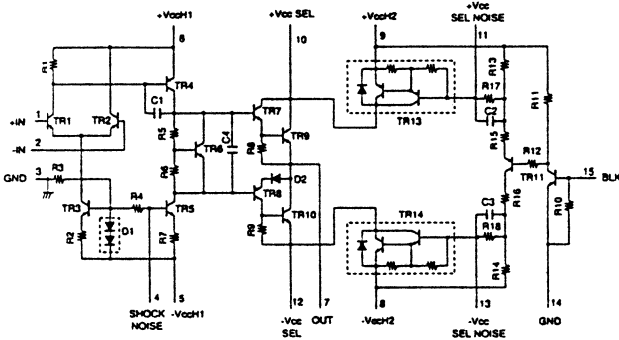 +VccH1
+Vcc SEL
+VccH2
+Vcc
SEL NOISE
6
10
9
11
R1
TR4
C1
R13
R17
R11
+IN
1
TR1
TR2
TR7
TR13
C2
-IN
2
R5
TR6
C4
R8
TR9
R15
R12
GND
3
R3
R6
D2
TR11
15
BLK
TR8
R16
R10
TR3
R4
TR5
TR10
TR14
C3
R2
D1
R7
R9
R18
R14
4
5
12
7
8
13
14
SHOCK
NOISE
-VccH1
-Vcc
SEL
OUT
-VccH2
-Vcc
SEL NOISE
GND